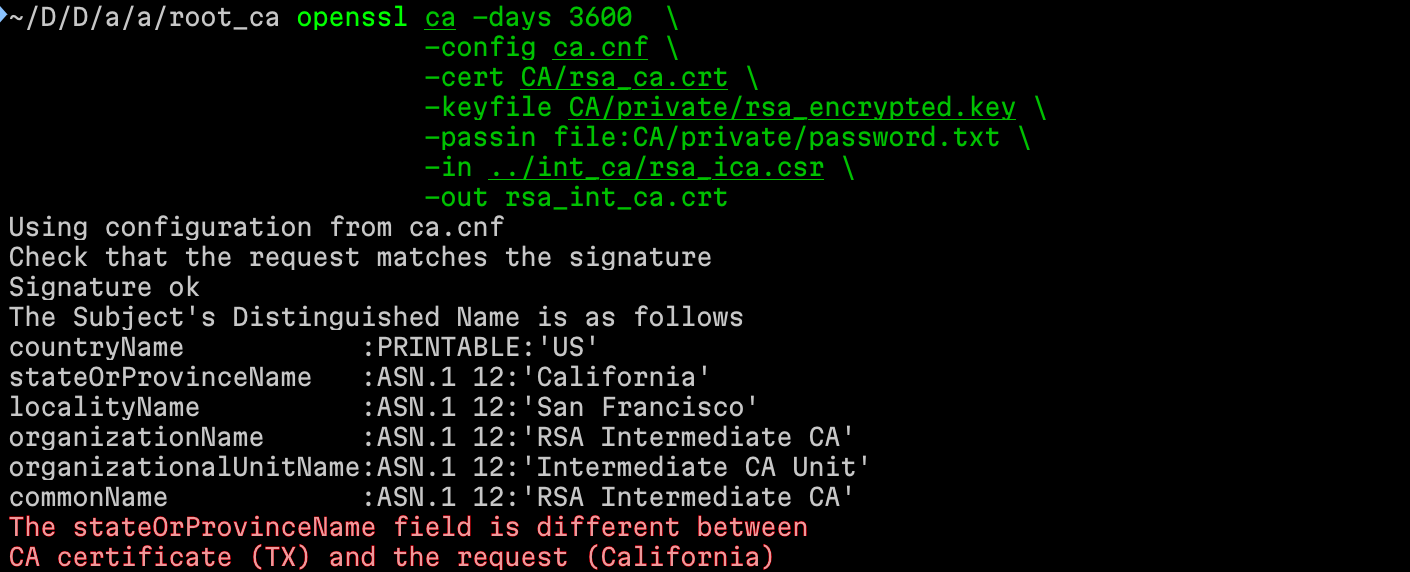 ~/D/D/a/a/root_ca openssl ca -days 3600 \
-config ca.cnf \
-cert CA/rsa_ca.crt \
-keyfile CA/private/rsa_encrypted.key \
-passin file:CA/private/password.txt \
-in ../int_ca/rsa_ica.csr \
-out rsa_int_ca.crt
Using configuration from ca.cnf
Check that the request matches the signature
Signature ok
The Subject's Distinguished Name is as follows
countryName           :PRINTABLE:'US'
stateOrProvinceName   :ASN.1 12:'California'
localityName          :ASN.1 12:'San Francisco'
organizationName      :ASN.1 12:'RSA Intermediate CA'
organizationalUnitName:ASN.1 12:'Intermediate CA Unit'
commonName            :ASN.1 12:'RSA Intermediate CA'
The stateOrProvinceName field is different between
CA certificate (TX) and the request (California)